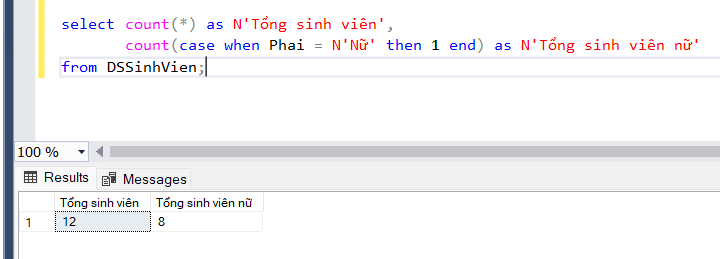 select count(*) as N'Tổng sinh viên',
count(case when Phai = N'Nữ' then 1 end) as N'Tổng sinh viên nữ'
from DSSinhVien;
100 %
Results Messages
Tổng sinh viên Tổng sinh viên nữ
1 12 8